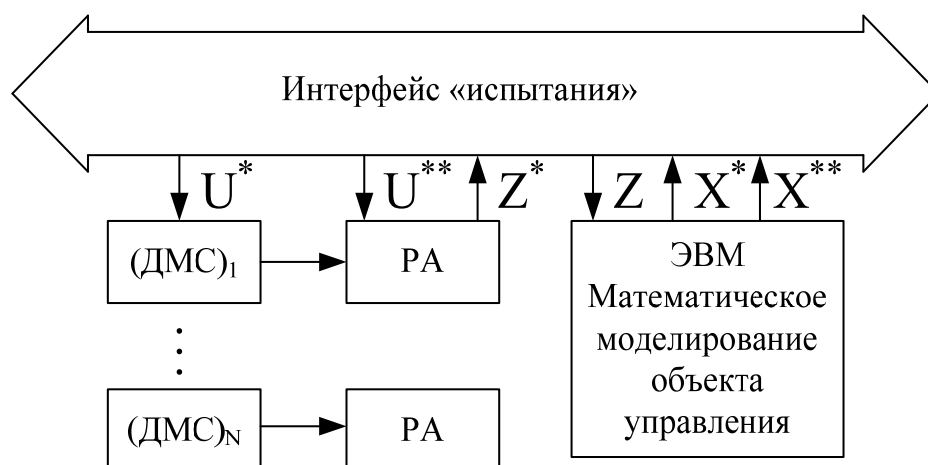 Интерфейс «испытания»
U* U** Z* Z X* X**
(ДМС)1 РА ЭВМ
Математическое
моделирование
объекта
управления
(ДМС)N РА